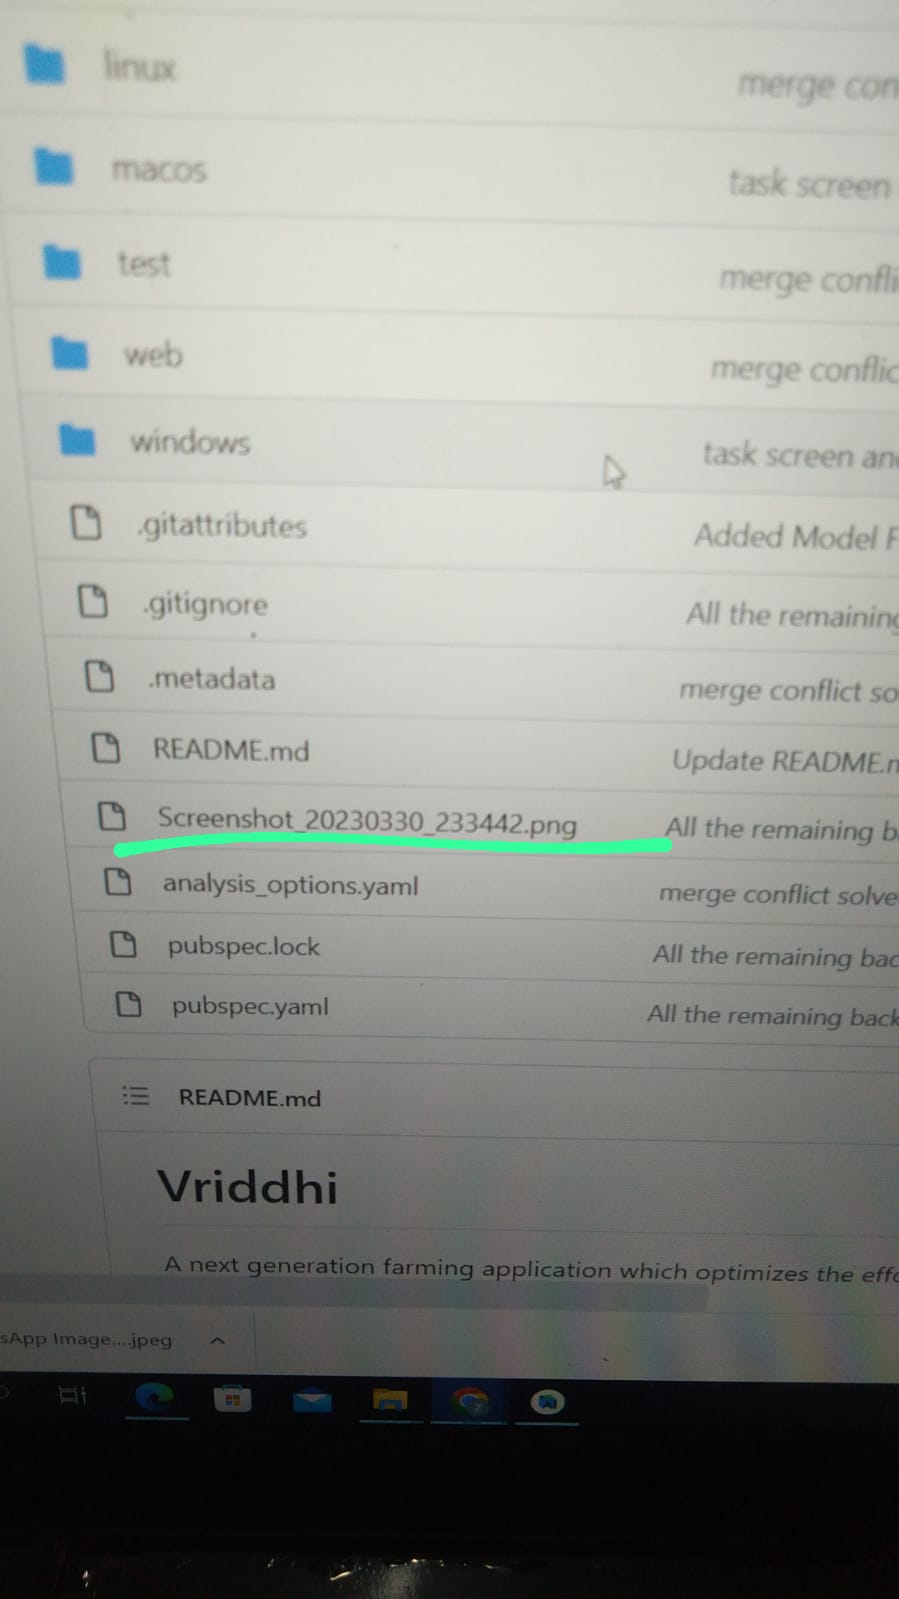 linux merge con
macos task screen
test merge confli
web merge conflic
windows task screen an
.gitattributes Added Model F
.gitignore All the remaining
.metadata merge conflict so
README.md Update README.m
Screenshot_20230330_233442.png All the remaining b
analysis_options.yaml merge conflict solve
pubspec.lock All the remaining bac
pubspec.yaml All the remaining back
README.md
Vriddhi
A next generation farming application which optimizes the effo
sApp Image....jpeg